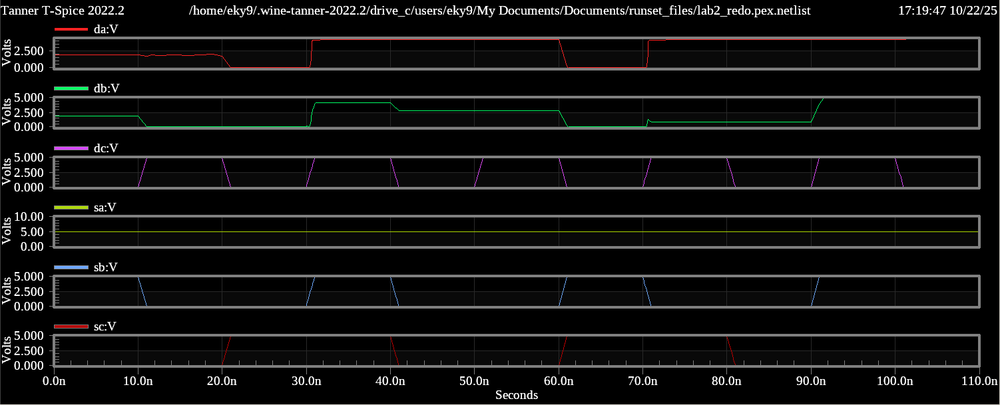 Tanner T-Spice 2022.2 /home/eky9/.wine-tanner-2022.2/drive_c/users/eky9/My Documents/Documents/runset_files/lab2_redo.pex.netlist 17:19:47 10/22/25
da:V
Volts
2.500
0.000
db:V
Volts
5.000
2.500
0.000
dc:V
Volts
5.000
2.500
0.000
sa:V
Volts
10.00
5.00
0.00
sb:V
Volts
5.000
2.500
0.000
sc:V
Volts
5.000
2.500
0.000
0.0n 10.0n 20.0n 30.0n 40.0n 50.0n 60.0n 70.0n 80.0n 90.0n 100.0n 110.0n
Seconds